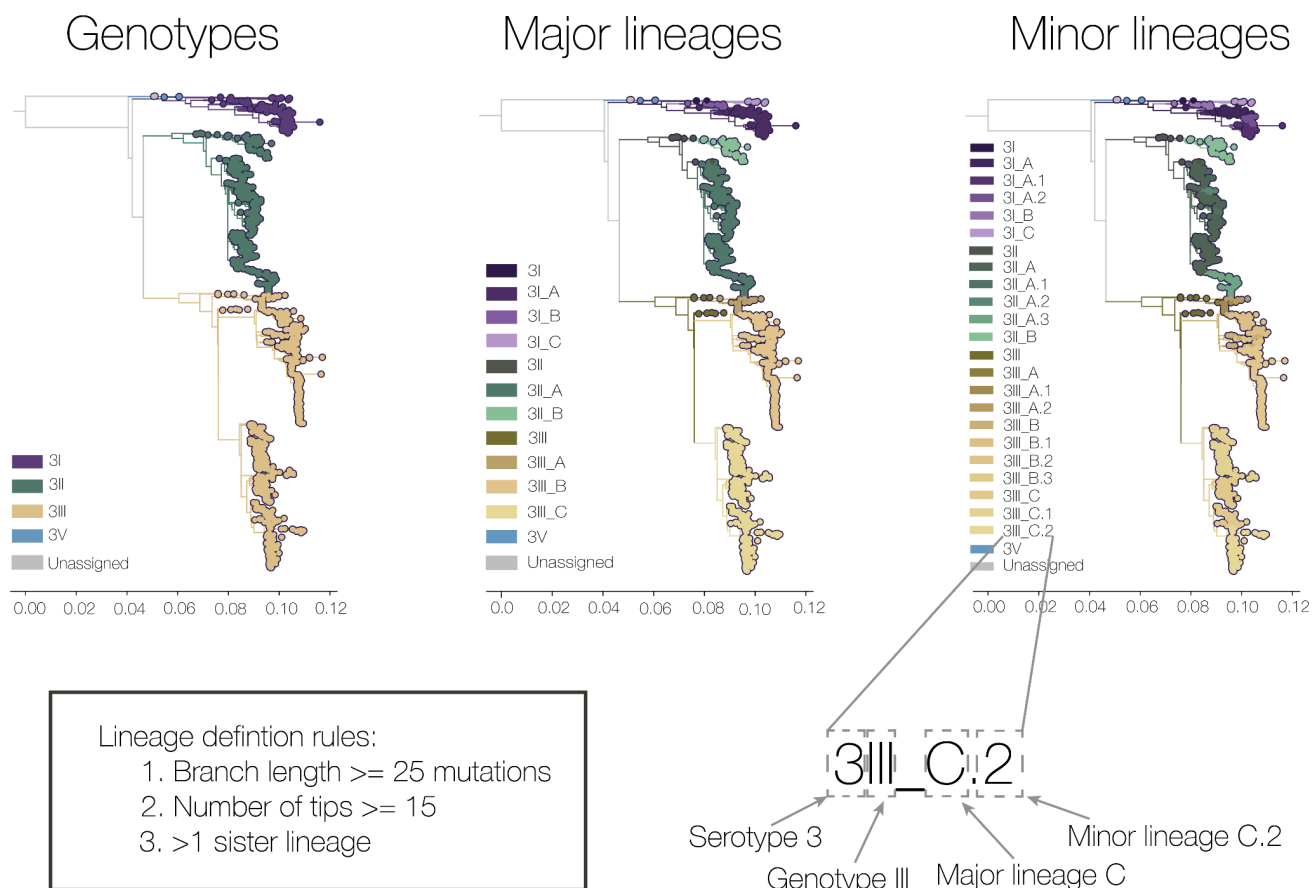 Genotypes
Major lineages
Minor lineages
3I
3II
3III
3V
Unassigned
0.00 0.02 0.04 0.06 0.08 0.10 0.12
3I
3I_A
3I_B
3I_C
3II
3II_A
3II_B
3III
3III_A
3III_B
3III_C
3V
Unassigned
0.0 0.02 0.04 0.06 0.08 0.10 0.12
3I
3I_A
3I_A.1
3I_A.2
3I_B
3I_C
3II
3II_A
3II_A.1
3II_A.2
3II_A.3
3II_B
3III
3III_A
3III_A.1
3III_A.2
3III_B
3III_B.1
3III_B.2
3III_B.3
3III_C
3III_C.1
3III_C.2
3V
Unassigned
0.00 0.02 0.04 0.06 0.08 0.10 0.12
Lineage defintion rules:
1. Branch length >= 25 mutations
2. Number of tips >= 15
3. >1 sister lineage
3III_C.2
Serotype 3
Genotype III
Major lineage C
Minor lineage C.2